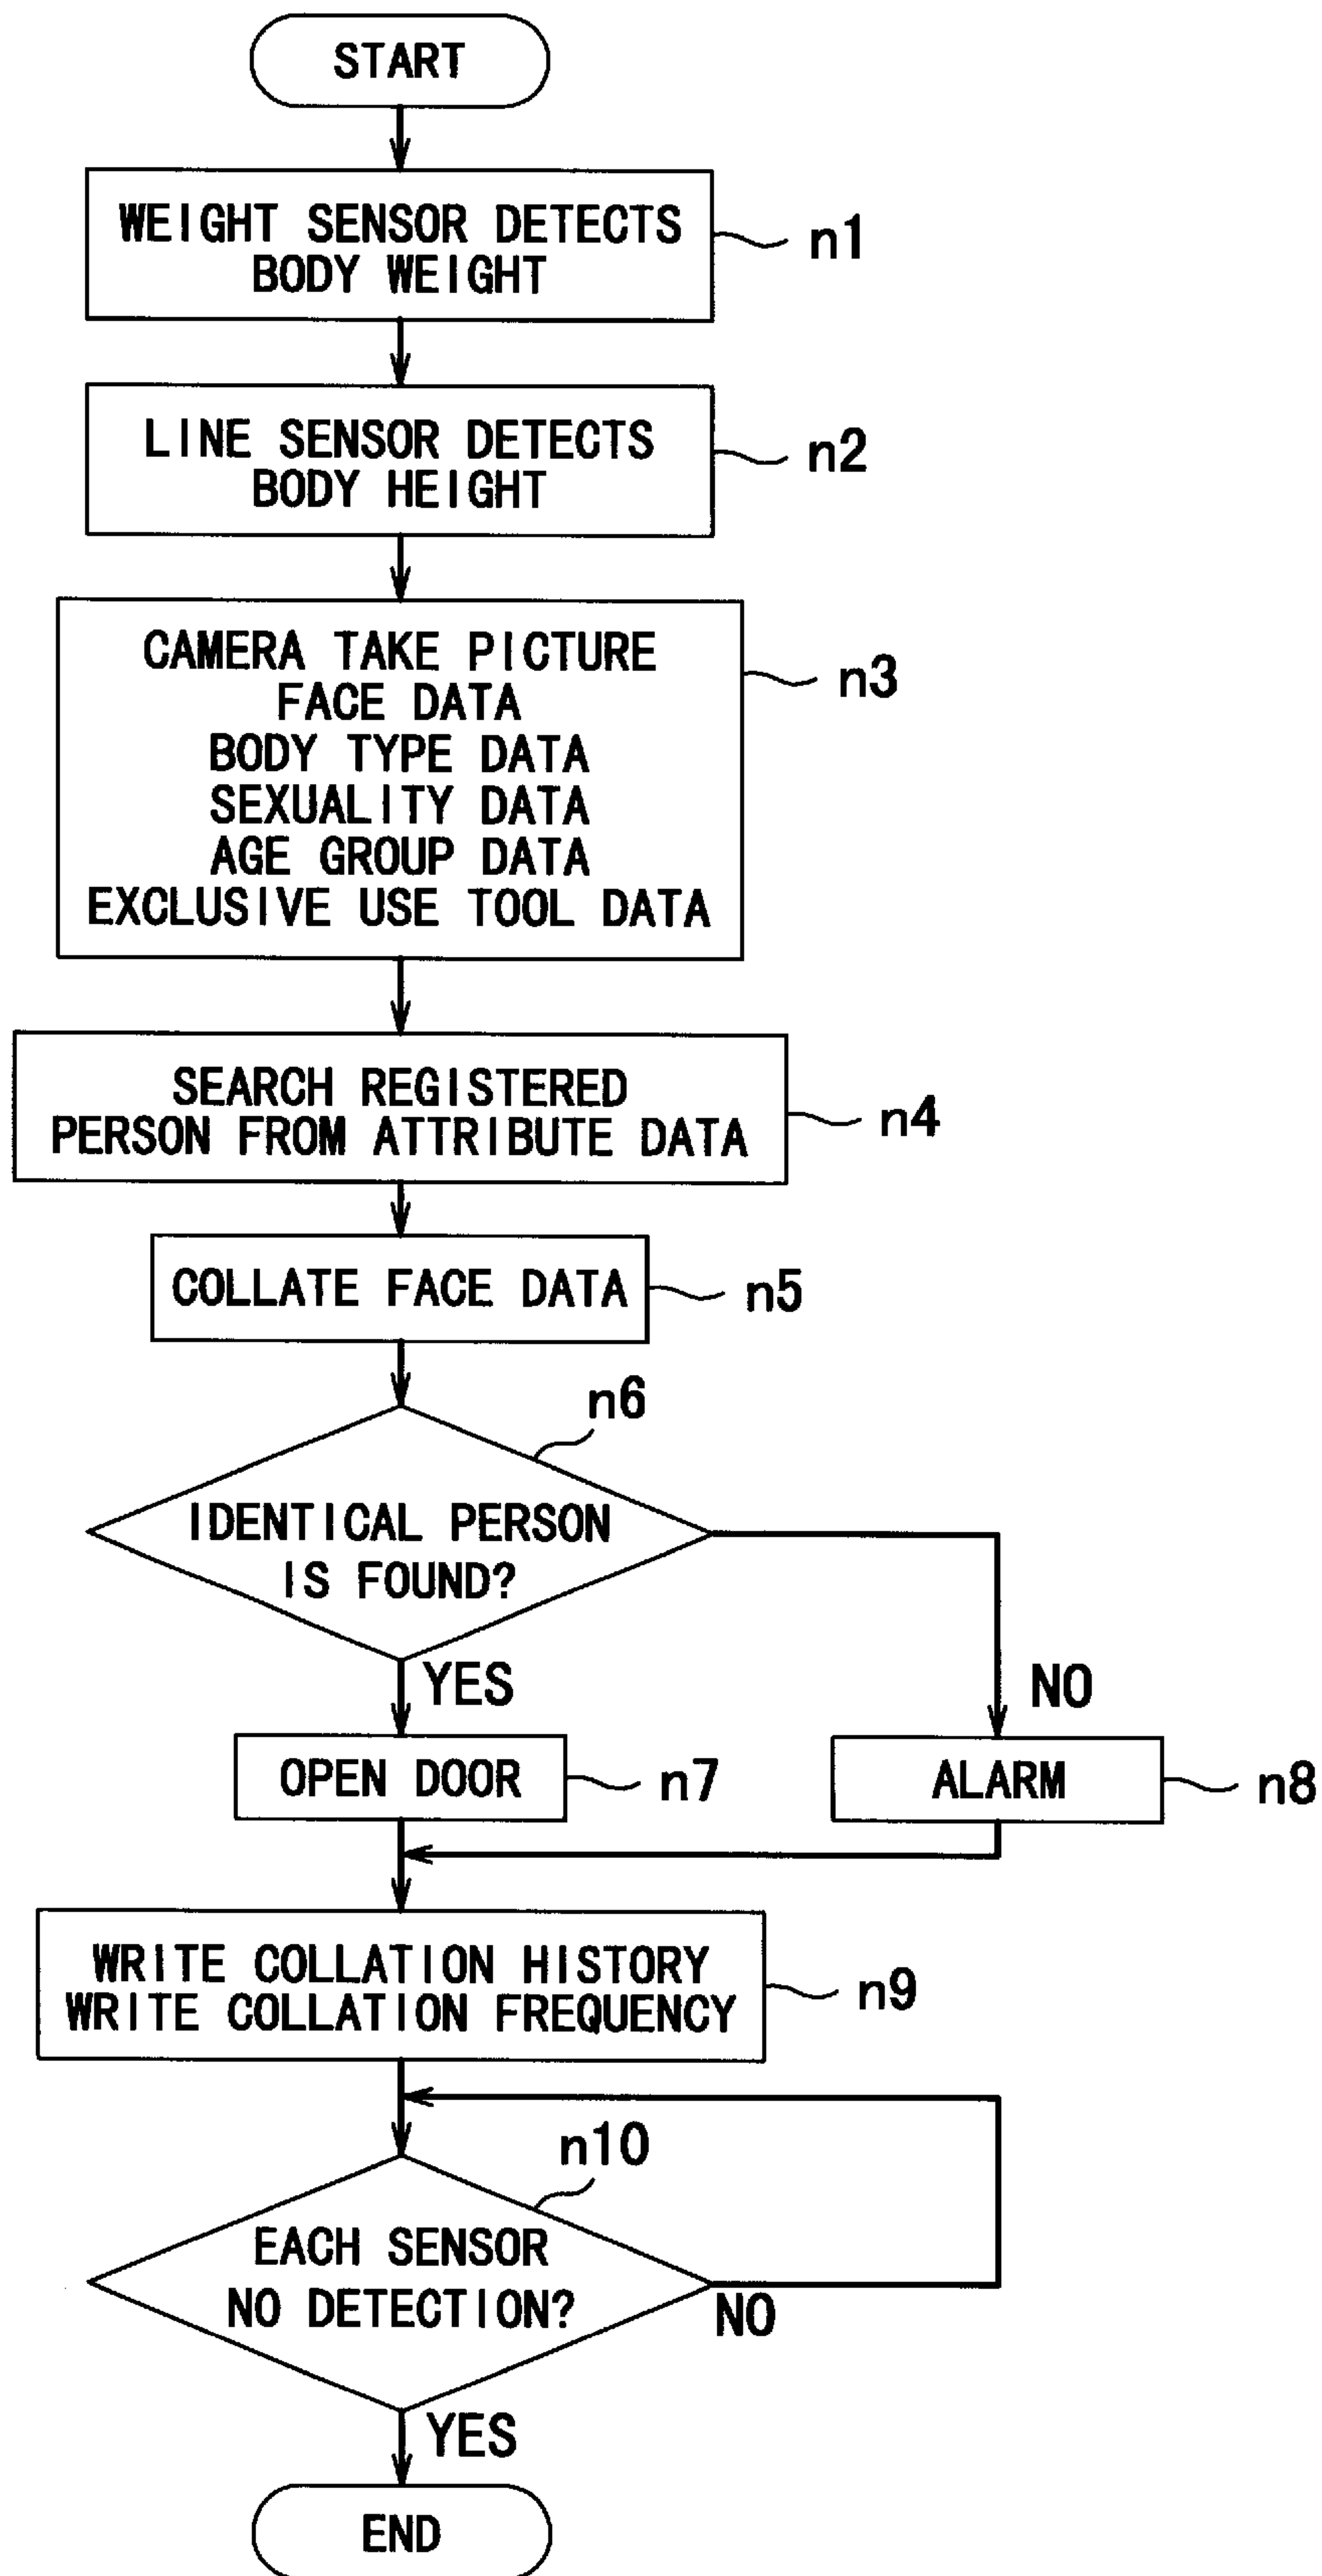 START
WEIGHT SENSOR DETECTS
BODY WEIGHT
n1
LINE SENSOR DETECTS
BODY HEIGHT
n2
CAMERA TAKE PICTURE
FACE DATA
BODY TYPE DATA
SEXUALITY DATA
AGE GROUP DATA
EXCLUSIVE USE TOOL DATA
n3
SEARCH REGISTERED
PERSON FROM ATTRIBUTE DATA
n4
COLLATE FACE DATA
n5
n6
IDENTICAL PERSON
IS FOUND?
YES
NO
OPEN DOOR
n7
ALARM
n8
WRITE COLLATION HISTORY
WRITE COLLATION FREQUENCY
n9
n10
EACH SENSOR
NO DETECTION?
NO
YES
END